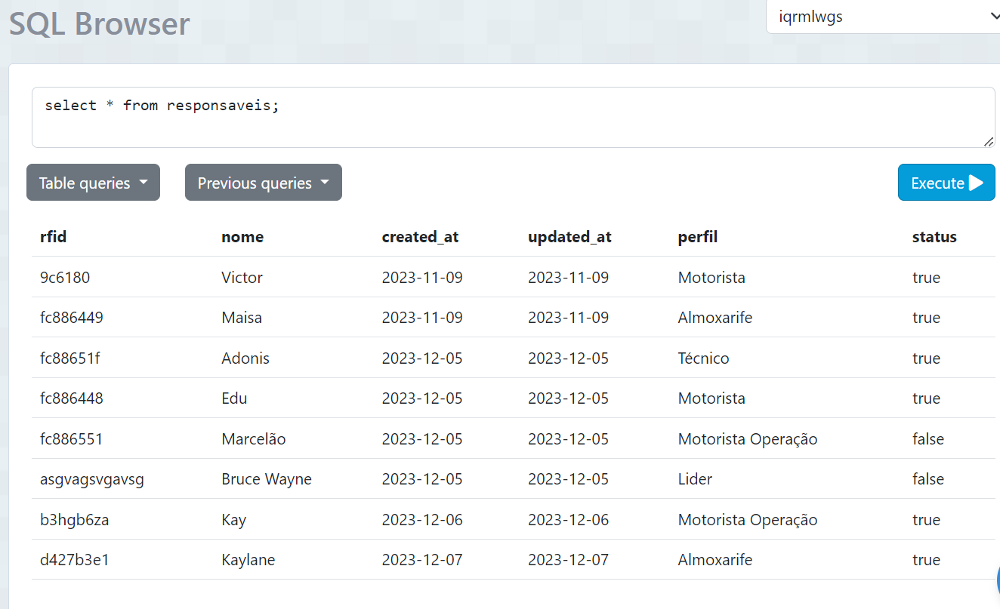 SQL Browser
iqrmlwgs
select * from responsaveis;
Table queries
Previous queries
Execute
rfid nome created_at updated_at perfil status
9c6180 Victor 2023-11-09 2023-11-09 Motorista true
fc886449 Maisa 2023-11-09 2023-11-09 Almoxarife true
fc88651f Adonis 2023-12-05 2023-12-05 Técnico true
fc886448 Edu 2023-12-05 2023-12-05 Motorista true
fc886551 Marcelão 2023-12-05 2023-12-05 Motorista Operação false
asgvagsvgavsg Bruce Wayne 2023-12-05 2023-12-05 Lider false
b3hgb6za Kay 2023-12-06 2023-12-06 Motorista Operação true
d427b3e1 Kaylane 2023-12-07 2023-12-07 Almoxarife true